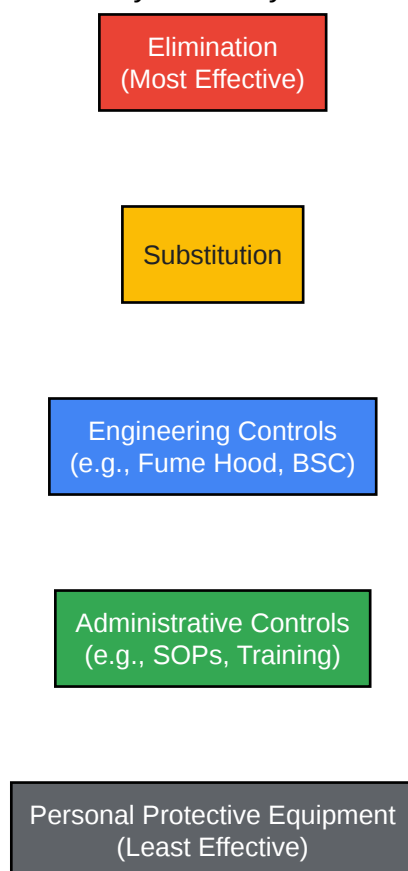 Elimination
(Most Effective)
Substitution
Engineering Controls
(e.g., Fume Hood, BSC)
Administrative Controls
(e.g., SOPs, Training)
Personal Protective Equipment
(Least Effective)